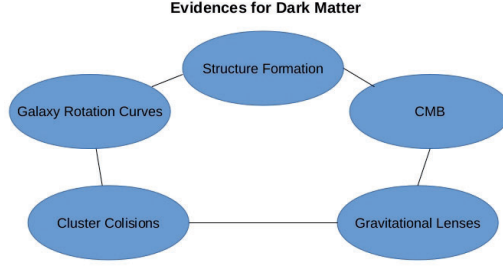 Evidences for Dark Matter
Structure Formation
Galaxy Rotation Curves
CMB
Cluster Colisions
Gravitational Lenses